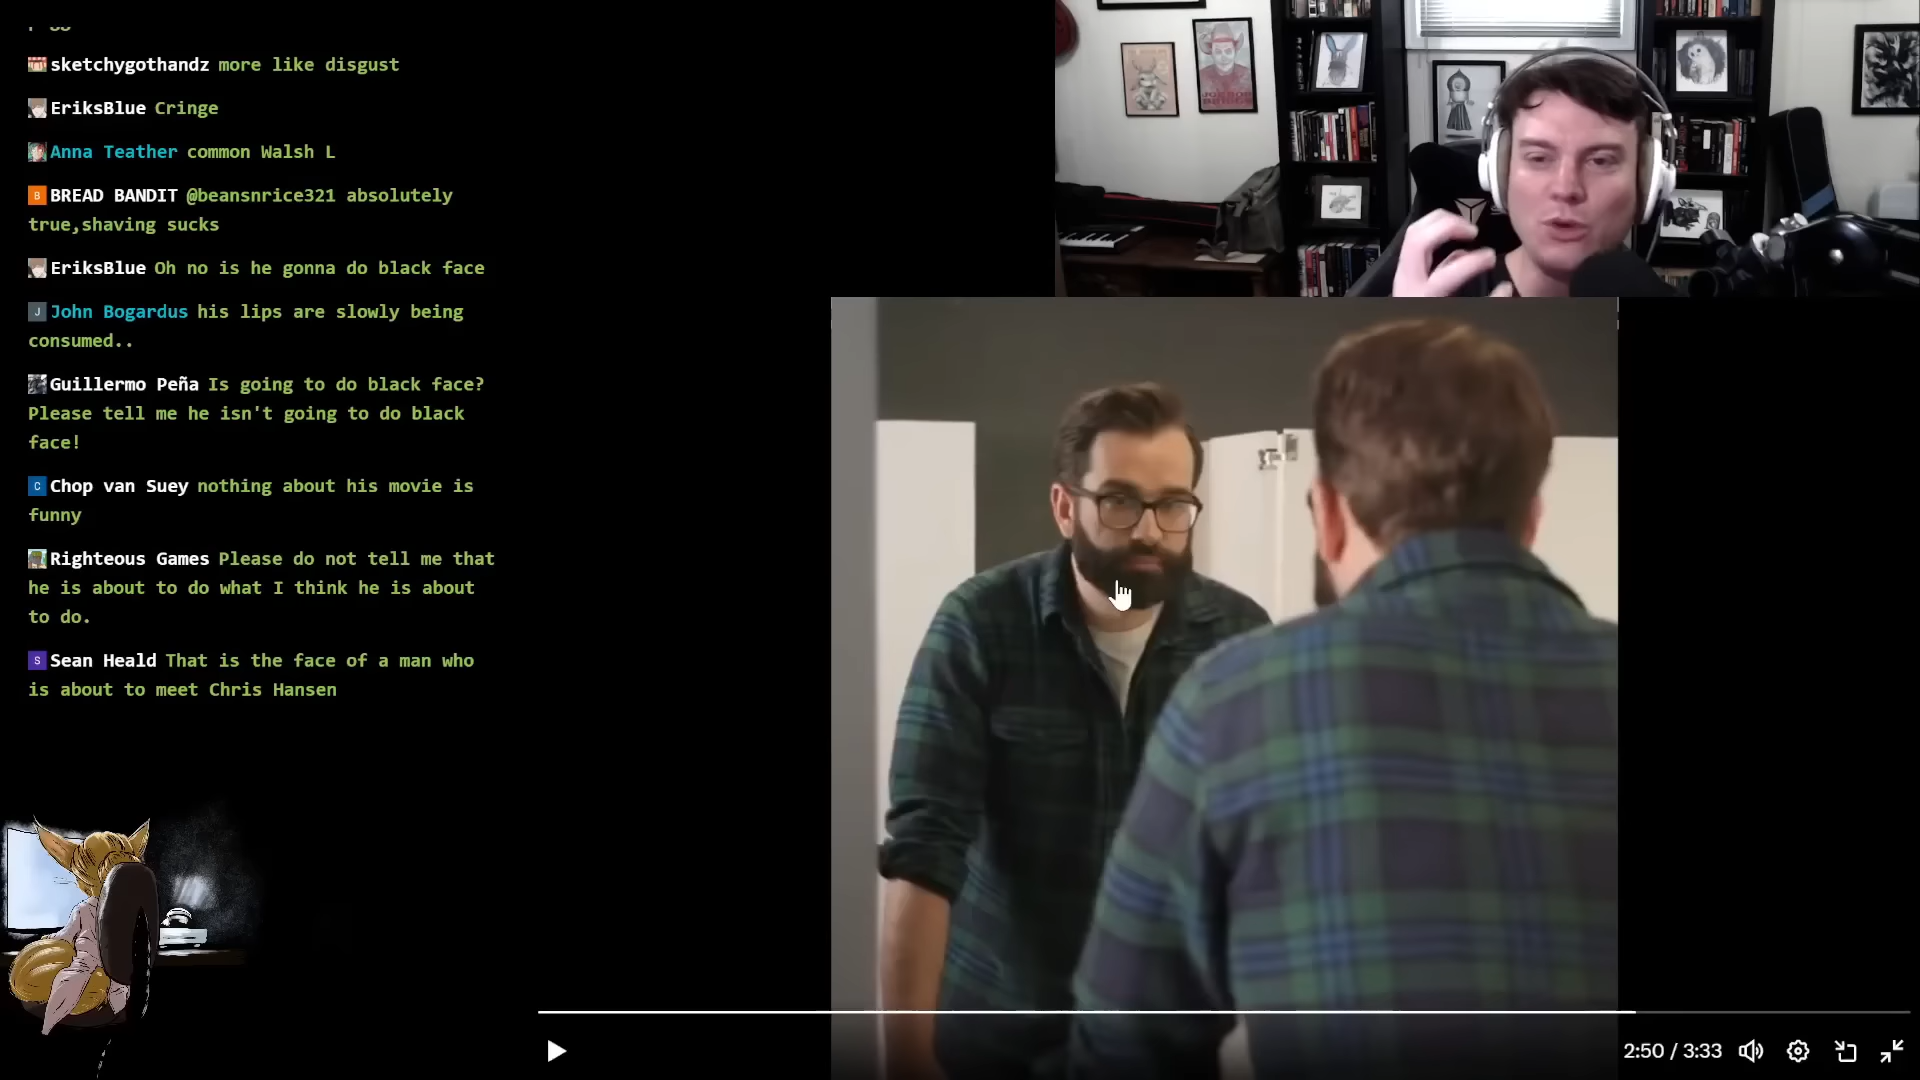 sketchygothandz more like disgust
EriksBlue Cringe
Anna Teather common Walsh L
B BREAD BANDIT @beansnrice321 absolutely
true,shaving sucks
EriksBlue Oh no is he gonna do black face
J John Bogardus his lips are slowly being
consumed..
Guillermo Peña Is going to do black face?
Please tell me he isn't going to do black
face!
C Chop van Suey nothing about his movie is
funny
Righteous Games Please do not tell me that
he is about to do what I think he is about
to do.
S Sean Heald That is the face of a man who
is about to meet Chris Hansen
2:50 / 3:33